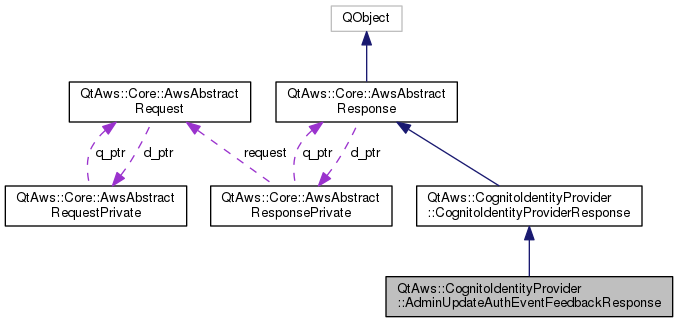 QObject
QtAws::Core::AwsAbstract
Request
QtAws::Core::AwsAbstract
Response
q_ptr
d_ptr
request
q_ptr
d_ptr
QtAws::Core::AwsAbstract
RequestPrivate
QtAws::Core::AwsAbstract
ResponsePrivate
QtAws::CognitoIdentityProvider
::CognitoIdentityProviderResponse
QtAws::CognitoIdentityProvider
::AdminUpdateAuthEventFeedbackResponse